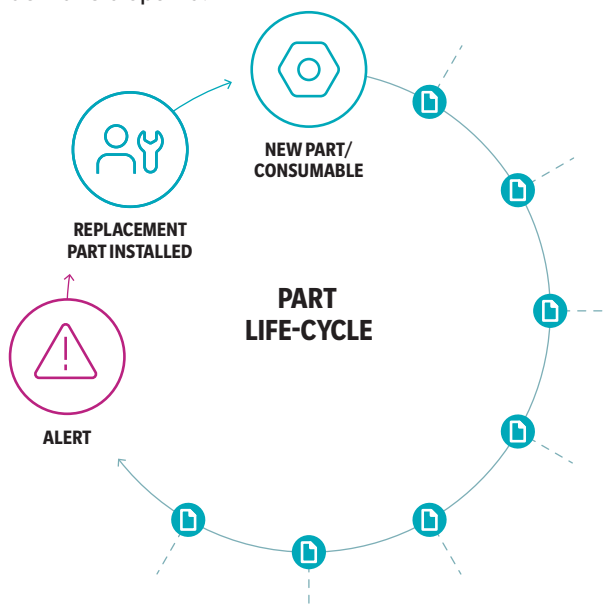 NEW PART/
CONSUMABLE
REPLACEMENT
PART INSTALLED
PART
LIFE-CYCLE
ALERT